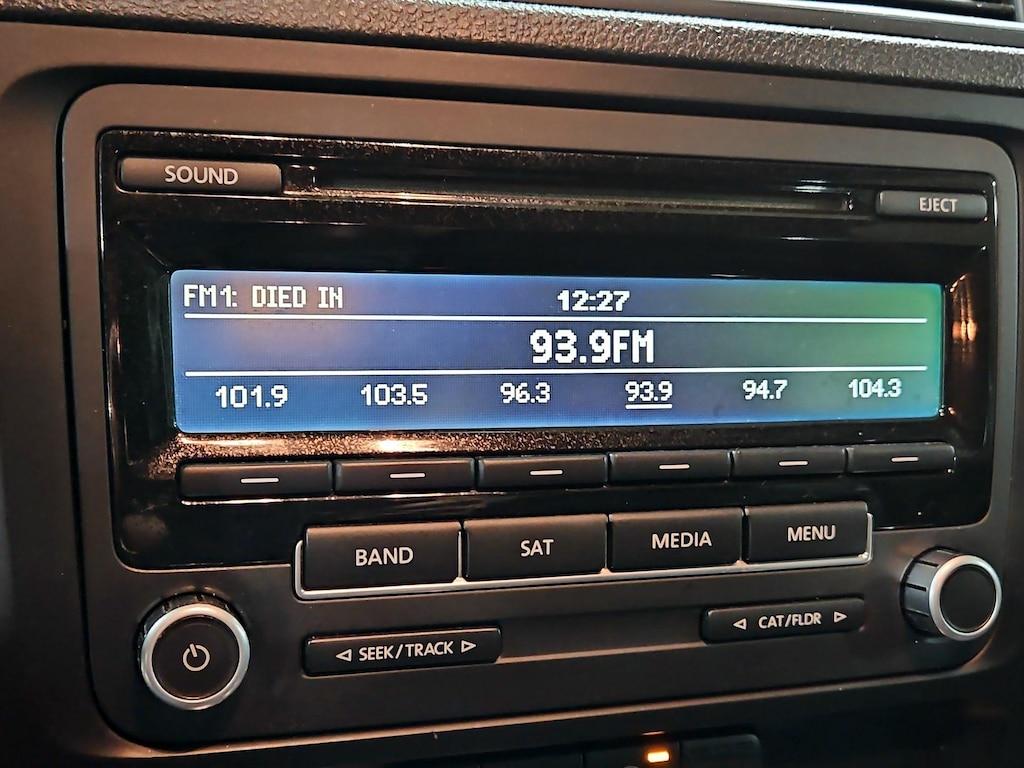 SOUND
EJECT
FM1: DIED IN 12:27
93.9FM
101.9 103.5 96.3 93.9 94.7 104.3
BAND SAT MEDIA MENU
SEEK/TRACK CAT/FLDR